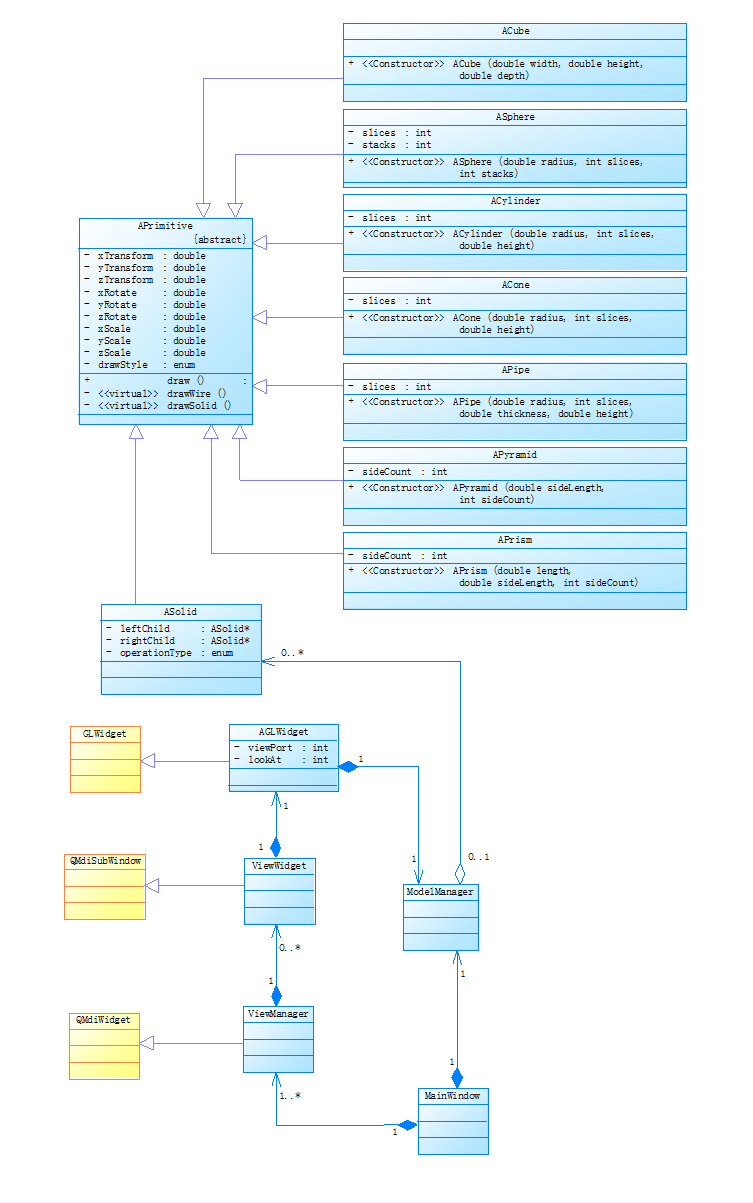 ACube
+ <<Constructor>> ACube (double width, double height,
double depth)
ASphere
- slices : int
- stacks : int
+ <<Constructor>> ASphere (double radius, int slices,
int stacks)
ACylinder
- slices : int
+ <<Constructor>> ACylinder (double radius, int slices,
double height)
ACone
- slices : int
+ <<Constructor>> ACone (double radius, int slices,
double height)
APipe
- slices : int
+ <<Constructor>> APipe (double radius, int slices,
double thickness, double height)
APyramid
- sideCount : int
+ <<Constructor>> APyramid (double sideLength,
int sideCount)
APrism
- sideCount : int
+ <<Constructor>> APrism (double length,
double sideLength, int sideCount)
APrimitive
{abstract}
- xTransform : double
- yTransform : double
- zTransform : double
- xRotate : double
- yRotate : double
- zRotate : double
- xScale : double
- yScale : double
- zScale : double
- drawStyle : enum
+ draw () :
- <<virtual>> drawWire ()
- <<virtual>> drawSolid ()
ASolid
- leftChild : ASolid*
- rightChild : ASolid*
- operationType : enum
0..*
GLWidget
AGLWidget
- viewPort : int
- lookAt : int
1
1
1
1
0..1
QMdiSubWindow
ViewWidget
ModelManager
0..*
1
1
QMdiWidget
ViewManager
1
1..*
MainWindow
1